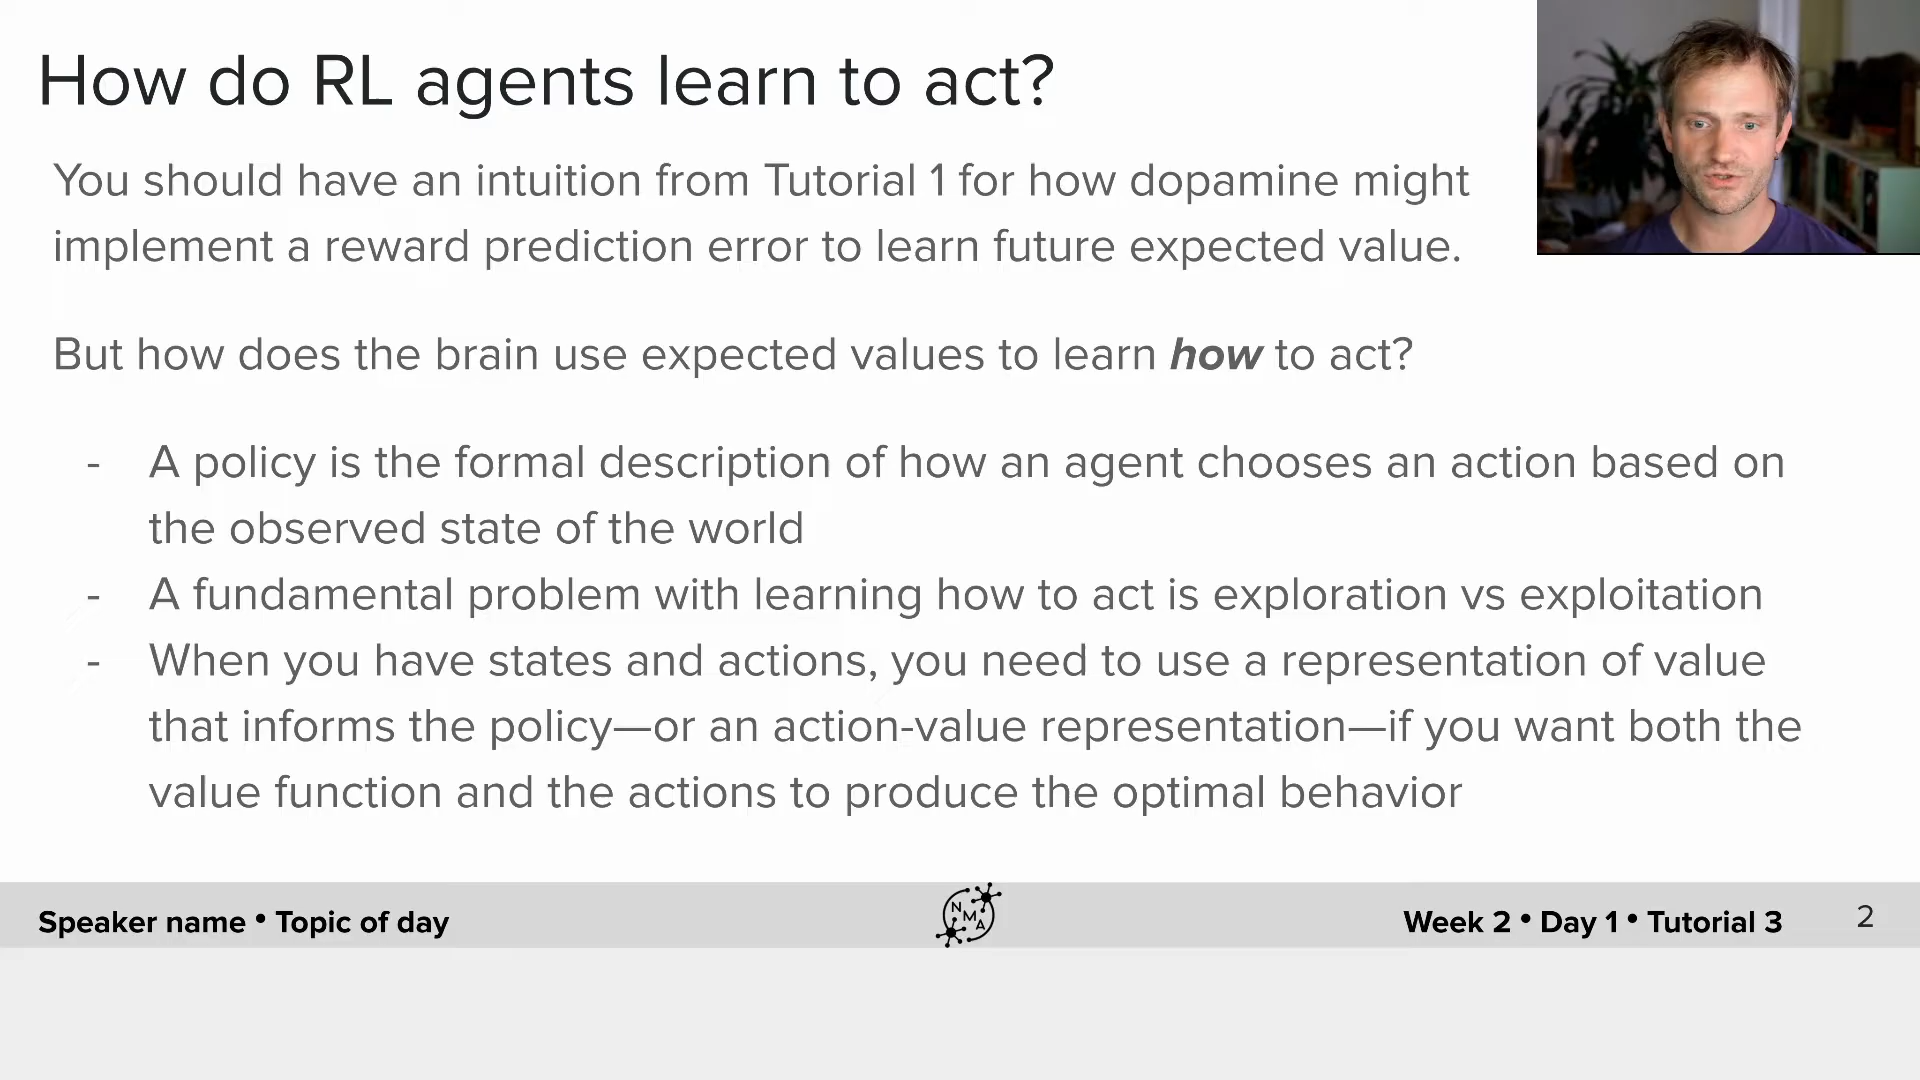 How do RL agents learn to act?
You should have an intuition from Tutorial 1 for how dopamine might
implement a reward prediction error to learn future expected value.
But how does the brain use expected values to learn how to act?
- A policy is the formal description of how an agent chooses an action based on
the observed state of the world
- A fundamental problem with learning how to act is exploration vs exploitation
- When you have states and actions, you need to use a representation of value
that informs the policy—or an action-value representation—if you want both the
value function and the actions to produce the optimal behavior
Speaker name • Topic of day
N
M
A
Week 2 • Day 1 • Tutorial 3
2